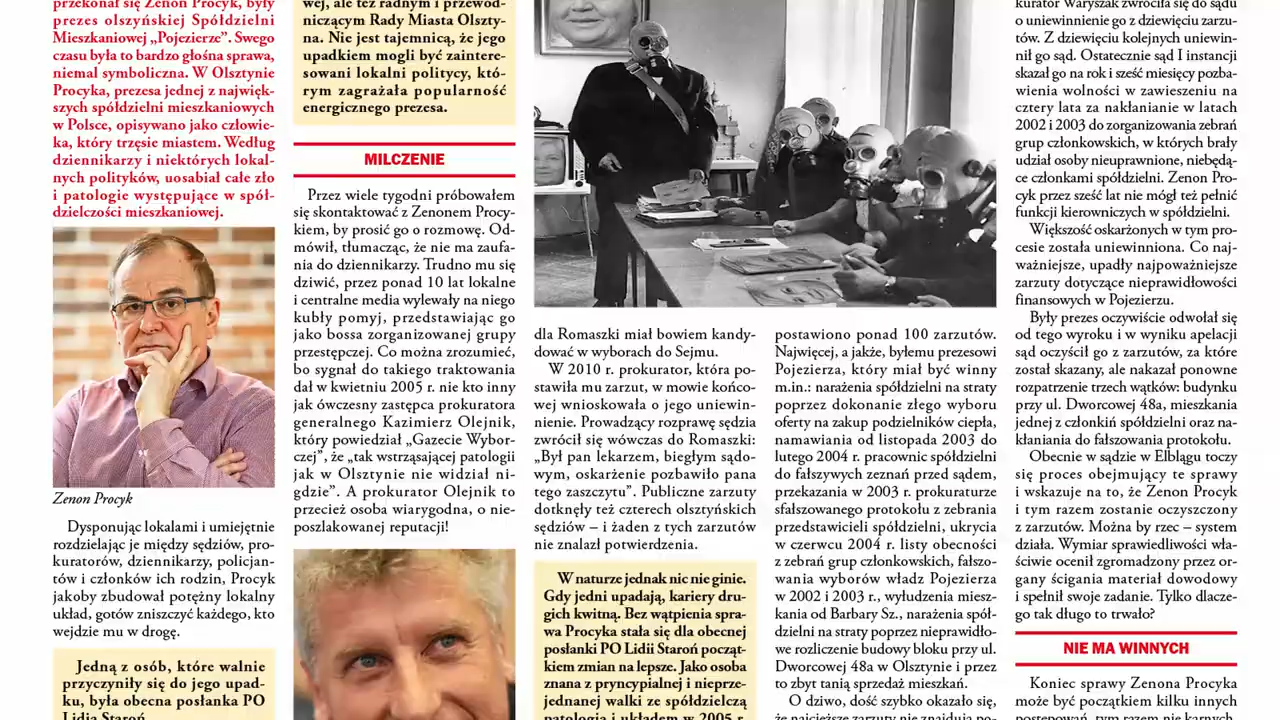 przekonał się Zenon Procyk, były
prezes olszyńskiej Spółdzielni
Mieszkaniowej „Pojezierze”. Swego
czasu była to bardzo głośna sprawa,
niemal symboliczna. W Olsztynie
Procyka, prezesa jednej z najwięk-
szych spółdzielni mieszkaniowych
w Polsce, opisywano jako człowie-
ka, który trzęsie miastem. Według
dziennikarzy i niektórych lokal-
nych polityków, uosabiał całe zło
i patologie występujące w spół-
dzielczości mieszkaniowej.
Zenon Procyk
Dysponując lokalami i umiejętnie
rozdzielając je między sędziów, pro-
kuratorów, dziennikarzy, policjan-
tów i członków ich rodzin, Procyk
jakoby zbudował potężny lokalny
układ, gotów zniszczyć każdego, kto
wejdzie mu w drogę.
Jedną z osób, które walnie
przyczyniły się do jego upad-
ku, była obecna posłanka PO
Lidia Staroń.
wej, ale też radnym i przewod-
niczącym Rady Miasta Olszty-
na. Nie jest tajemnicą, że jego
upadkiem mogli być zaintere-
sowani lokalni politycy, któ-
rym zagrażała popularność
energicznego prezesa.
MILCZENIE
Przez wiele tygodni próbowałem
się skontaktować z Zenonem Procy-
kiem, by prosić go o rozmowę. Od-
mówił, tłumacząc, że nie ma zaufa-
nia do dziennikarzy. Trudno mu się
dziwić, przez ponad 10 lat lokalne
i centralne media wylewały na niego
kubły pomyj, przedstawiając go
jako bossa zorganizowanej grupy
przestępczej. Co można zrozumieć,
bo sygnał do takiego traktowania
dał w kwietniu 2005 r. nie kto inny
jak ówczesny zastępca prokuratora
generalnego Kazimierz Olejnik,
który powiedział „Gazecie Wybor-
czej”, że „tak wstrząsającej patologii
jak w Olsztynie nie widział ni-
gdzie”. A prokurator Olejnik to
przecież osoba wiarygodna, o nie-
poszlakowanej reputacji!
dla Romaszki miał bowiem kandy-
dować w wyborach do Sejmu.
W 2010 r. prokurator, która po-
stawiła mu zarzut, w mowie końco-
wej wnioskowała o jego uniewin-
nienie. Prowadzący rozprawę sędzia
zwrócił się wówczas do Romaszki:
„Był pan lekarzem, biegłym sądo-
wym, oskarżenie pozbawiło pana
tego zaszczytu”. Publiczne zarzuty
dotknęły też czterech olsztyńskich
sędziów – i żaden z tych zarzutów
nie znalazł potwierdzenia.
W naturze jednak nic nie ginie.
Gdy jedni upadają, kariery dru-
gich kwitną. Bez wątpienia spra-
wa Procyka stała się dla obecnej
posłanki PO Lidii Staroń począt-
kiem zmian na lepsze. Jako osoba
znana z pryncypialnej i nieprze-
jednanej walki ze spółdzielczą
patologią i układem w 2005 r.
postawiono ponad 100 zarzutów.
Najwięcej, a jakże, byłemu prezesowi
Pojezierza, który miał być winny
m.in.: narażenia spółdzielni na straty
poprzez dokonanie złego wyboru
oferty na zakup podzielników ciepła,
namawiania od listopada 2003 do
lutego 2004 r. pracownic spółdzielni
do fałszywych zeznań przed sądem,
przekazania w 2003 r. prokuraturze
sfałszowanego protokołu z zebrania
przedstawicieli spółdzielni, ukrycia
w czerwcu 2004 r. listy obecności
z zebrań grup członkowskich, fałszo-
wania wyborów władz Pojezierza
w 2002 i 2003 r., wyłudzenia miesz-
kania od Barbary Sz., narażenia spół-
dzielni na straty poprzez nieprawidło-
we rozliczenie budowy bloku przy ul.
Dworcowej 48a w Olsztynie i przez
to zbyt tanią sprzedaż mieszkań.
O dziwo, dość szybko okazało się,
że najcięższe zarzuty nie znajdują po-
kurator Waryszak zwróciła się do sądu
o uniewinnienie go z dziewięciu zarzu-
tów. Z dziewięciu kolejnych uniewin-
nił go sąd. Ostatecznie sąd I instancji
skazał go na rok i sześć miesięcy pozba-
wienia wolności w zawieszeniu na
cztery lata za nakłanianie w latach
2002 i 2003 do zorganizowania zebrań
grup członkowskich, w których brały
udział osoby nieuprawnione, niebędą-
ce członkami spółdzielni. Zenon Pro-
cyk przez sześć lat nie mógł też pełnić
funkcji kierowniczych w spółdzielni.
Większość oskarżonych w tym pro-
cesie została uniewinniona. Co naj-
ważniejsze, upadły najpoważniejsze
zarzuty dotyczące nieprawidłowości
finansowych w Pojezierzu.
Były prezes oczywiście odwołał się
od tego wyroku i w wyniku apelacji
sąd oczyścił go z zarzutów, za które
został skazany, ale nakazał ponowne
rozpatrzenie trzech wątków: budynku
przy ul. Dworcowej 48a, mieszkania
jednej z członkiń spółdzielni oraz na-
kłaniania do fałszowania protokołu.
Obecnie w sądzie w Elblągu toczy
się proces obejmujący te sprawy
i wskazuje na to, że Zenon Procyk
i tym razem zostanie oczyszczony
z zarzutów. Można by rzec – system
działa. Wymiar sprawiedliwości wła-
ściwie ocenił zgromadzony przez or-
gany ścigania materiał dowodowy
i spełnił swoje zadanie. Tylko dlacze-
go tak długo to trwało?
NIE MA WINNYCH
Koniec sprawy Zenona Procyka
może być początkiem kilku innych
postępowań, tym razem nie karnych,